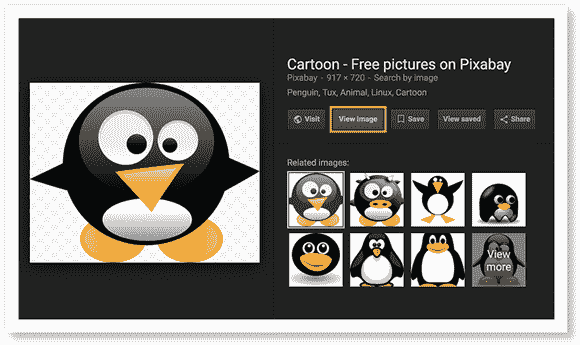 Cartoon - Free pictures on Pixabay
Pixabay - 917 × 720 - Search by image
Penguin, Tux, Animal, Linux, Cartoon
Visit
View image
Save
View saved
Share
Related images:
View
more